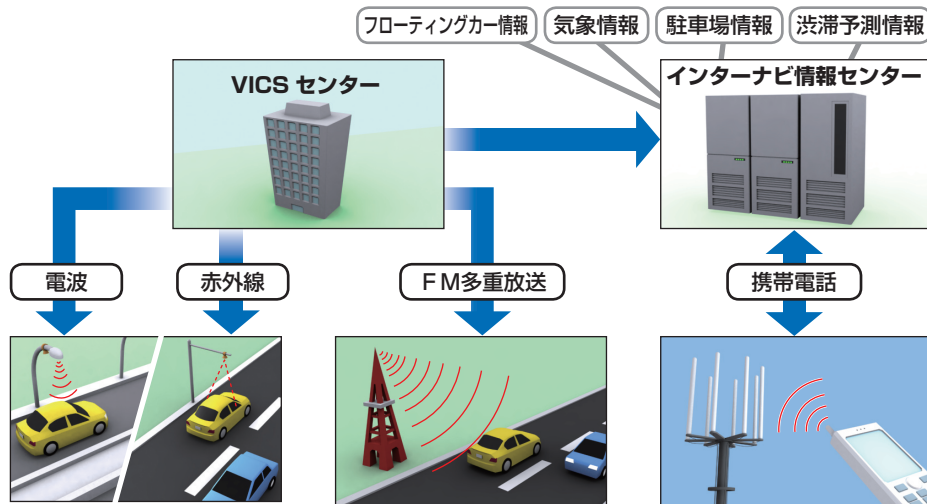 フローティングカー情報
気象情報
駐車場情報
渋滞予測情報
VICS センター
インターナビ情報センター
電波
赤外線
FM多重放送
携帯電話